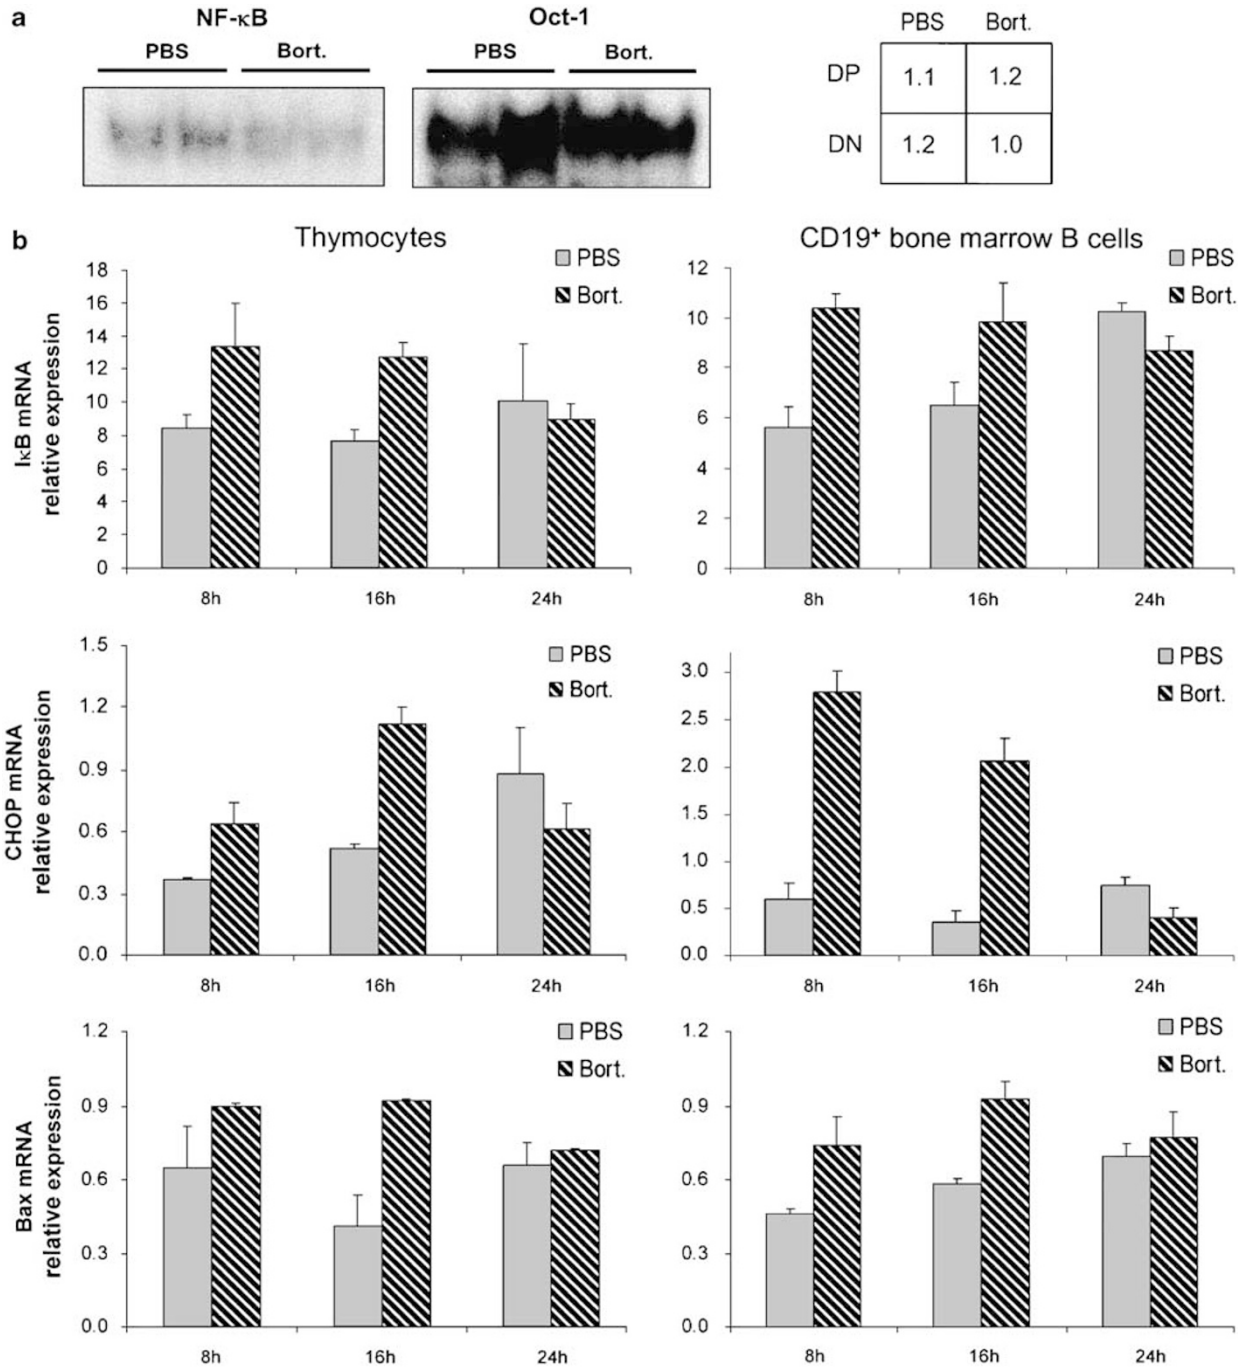 a
NF-κB
Oct-1
PBS
Bort.
PBS
Bort.
PBS
Bort.
DP
1.1
1.2
DN
1.2
1.0
b
Thymocytes
CD19⁺ bone marrow B cells
IκB mRNA
relative expression
PBS
Bort.
18
16
14
12
10
8
6
4
2
0
8h
16h
24h
PBS
Bort.
12
10
8
6
4
2
0
8h
16h
24h
CHOP mRNA
relative expression
PBS
Bort.
1.5
1.2
0.9
0.6
0.3
0.0
8h
16h
24h
PBS
Bort.
3.0
2.5
2.0
1.5
1.0
0.5
0.0
8h
16h
24h
Bax mRNA
relative expression
PBS
Bort.
1.2
0.9
0.6
0.3
0.0
8h
16h
24h
PBS
Bort.
1.2
0.9
0.6
0.3
0.0
8h
16h
24h